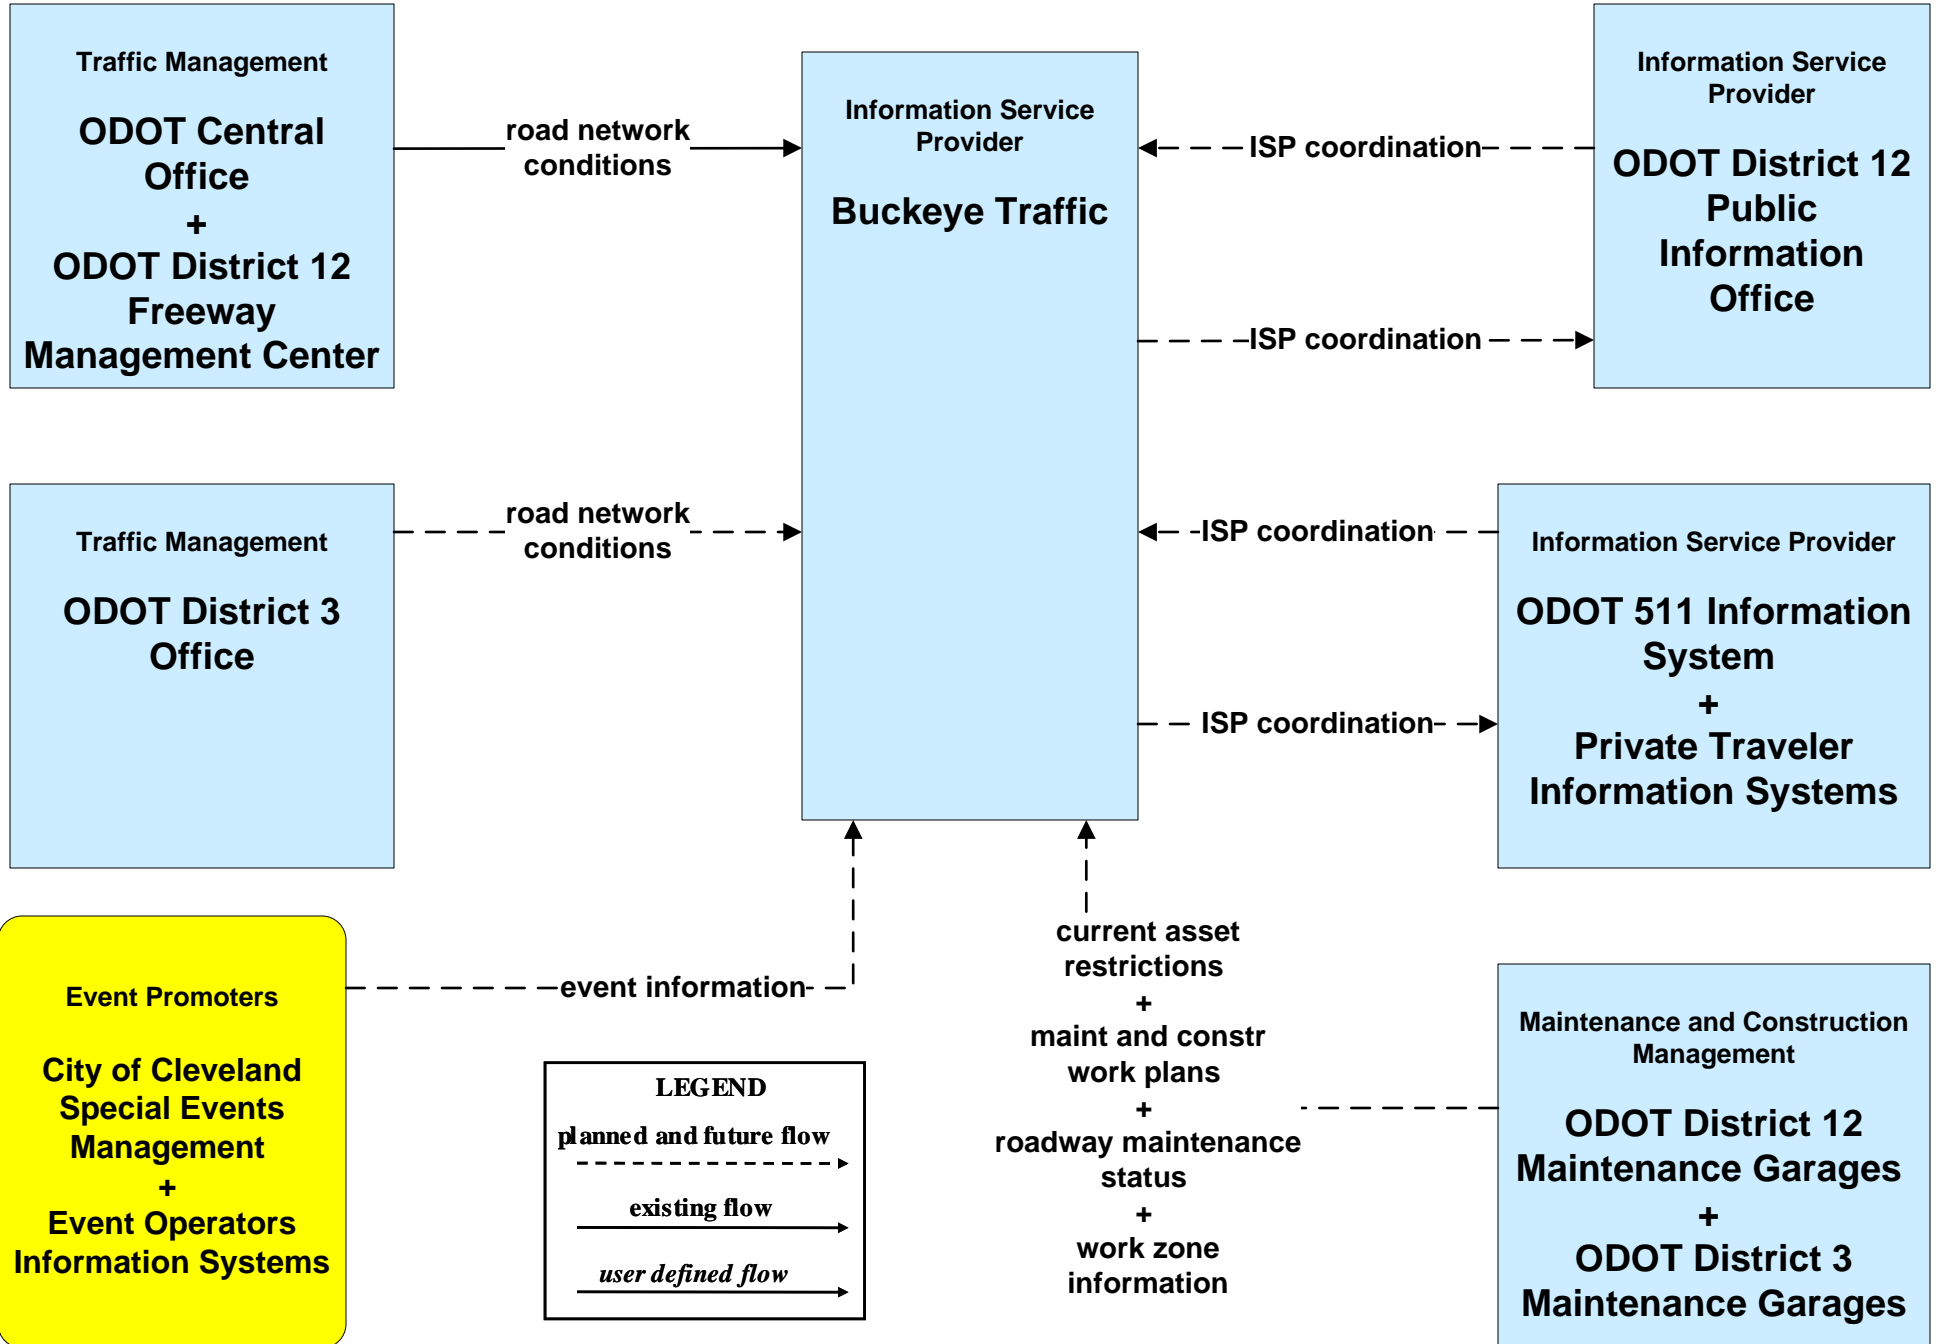 Traffic Management
ODOT Central
Office
+
ODOT District 12
Freeway
Management Center
road network
conditions
Information Service
Provider
Buckeye Traffic
ISP coordination
ISP coordination
Information Service
Provider
ODOT District 12
Public
Information
Office
Traffic Management
ODOT District 3
Office
road network
conditions
ISP coordination
ISP coordination
Information Service Provider
ODOT 511 Information
System
+
Private Traveler
Information Systems
Event Promoters
City of Cleveland
Special Events
Management
+
Event Operators
Information Systems
event information
LEGEND
planned and future flow
existing flow
user defined flow
current asset
restrictions
+
maint and constr
work plans
+
roadway maintenance
status
+
work zone
information
Maintenance and Construction
Management
ODOT District 12
Maintenance Garages
+
ODOT District 3
Maintenance Garages